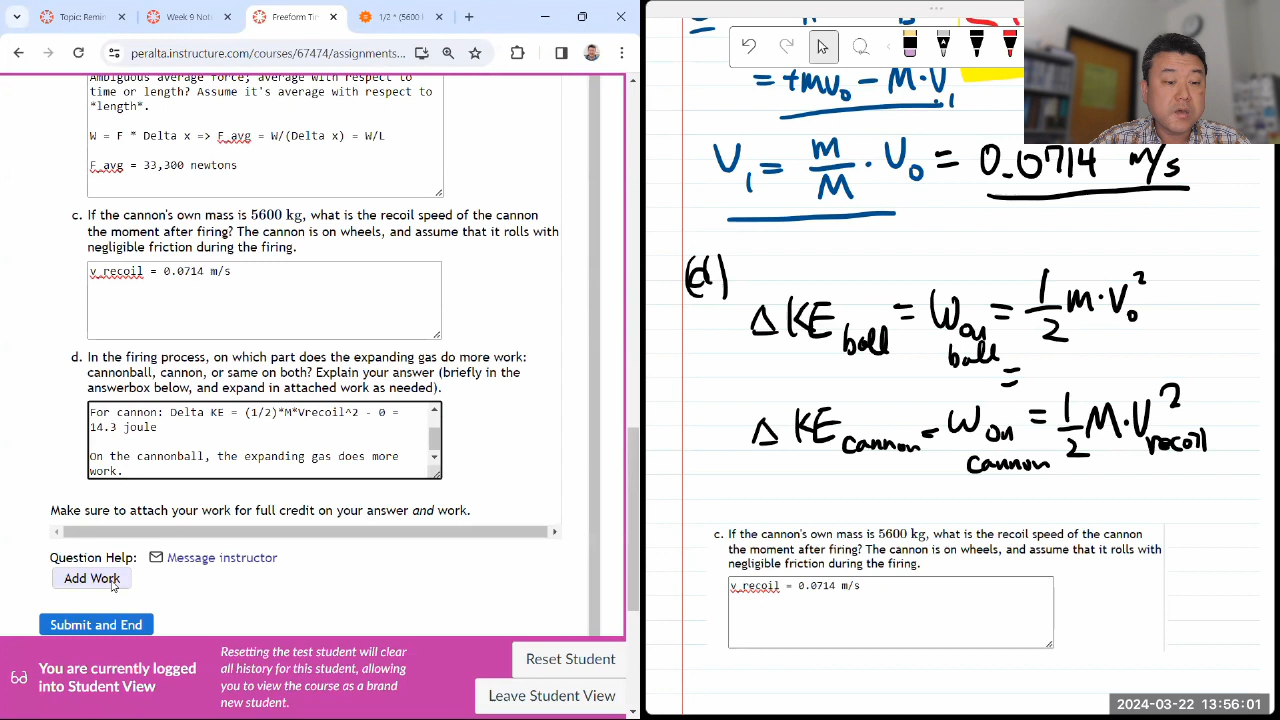 Topic: Remin
Week 9 Not
Freeform Tim
1/2 * (5600)
peralta.instructure.com/courses/
14/assignments
Ambiguous average force; average with respect to
time or length? Assume it's average with respect to
*length*.
W = F * Delta x => F_avg = W/(Delta x) = W/L
F_avg = 33,300 newtons
c. If the cannon's own mass is 5600 kg, what is the recoil speed of the cannon
the moment after firing? The cannon is on wheels, and assume that it rolls with
negligible friction during the firing.
v_recoil = 0.0714 m/s
d. In the firing process, on which part does the expanding gas do more work:
cannonball, cannon, or same on both? Explain your answer (briefly in the
answerbox below, and expand in attached work as needed).
For cannon: Delta KE = (1/2)*M*Vrecoil^2 - 0 =
14.3 joule
On the cannonball, the expanding gas does more
work.
Make sure to attach your work for full credit on your answer and work.
Question Help: Message instructor
Add Work
Submit and End
You are currently logged
into Student View
Resetting the test student will clear
all history for this student, allowing
you to view the course as a brand
new student.
Reset Student
Leave Student View
= +mv₀ - M·V₁
V₁ = m/M · V₀ = 0.0714 m/s
(d)
Δ KE ball = W on ball = 1/2 m·V₀²
=
Δ KE cannon = W on cannon = 1/2 M·V recoil²
c. If the cannon's own mass is 5600 kg, what is the recoil speed of the cannon
the moment after firing? The cannon is on wheels, and assume that it rolls with
negligible friction during the firing.
v_recoil = 0.0714 m/s
2024-03-22 13:56:01